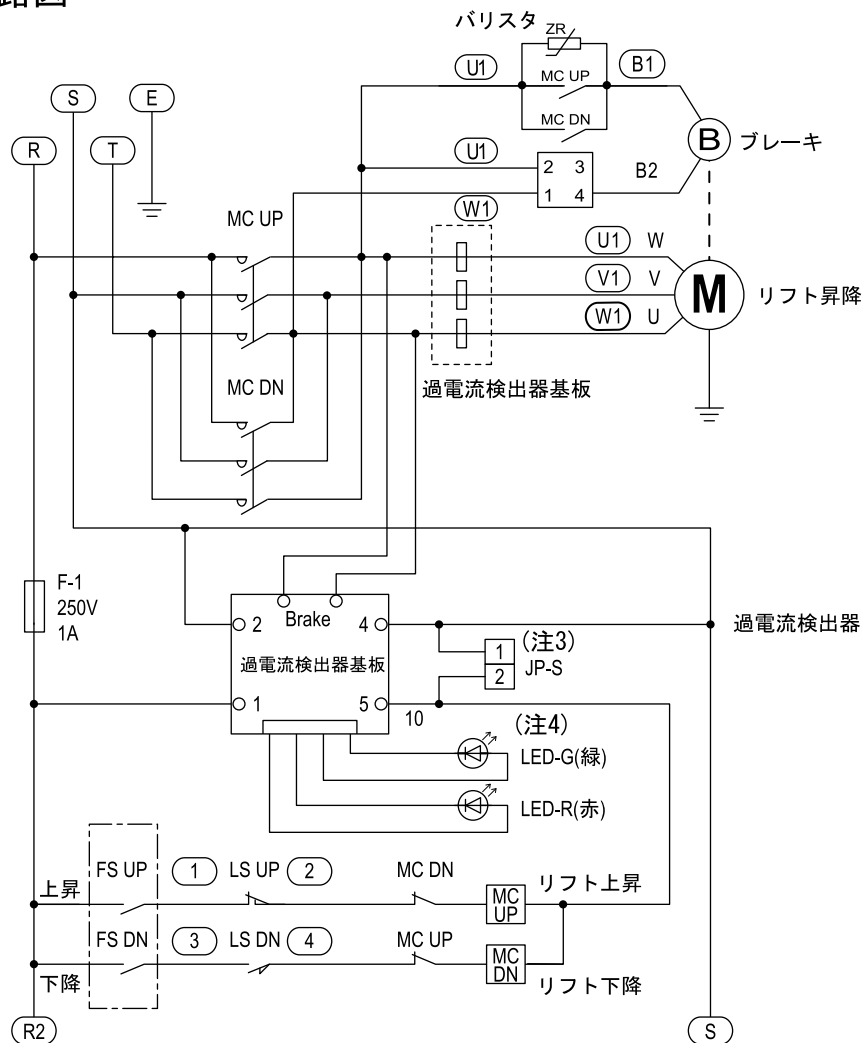 バリスタ
ZR
U1
MC UP
B1
MC DN
B
ブレーキ
S
E
R
T
U1
2 3
1 4
B2
MC UP
W1
U1 W
V1 V
W1 U
M
リフト昇降
MC DN
過電流検出器基板
F-1
250V
1A
Brake
2
4
過電流検出器基板
1
5
10
過電流検出器
1
2
(注3)
JP-S
(注4)
LED-G(緑)
LED-R(赤)
上昇
FS UP
1
LS UP
2
MC DN
MC
UP
リフト上昇
下降
FS DN
3
LS DN
4
MC UP
MC
DN
リフト下降
R2
S